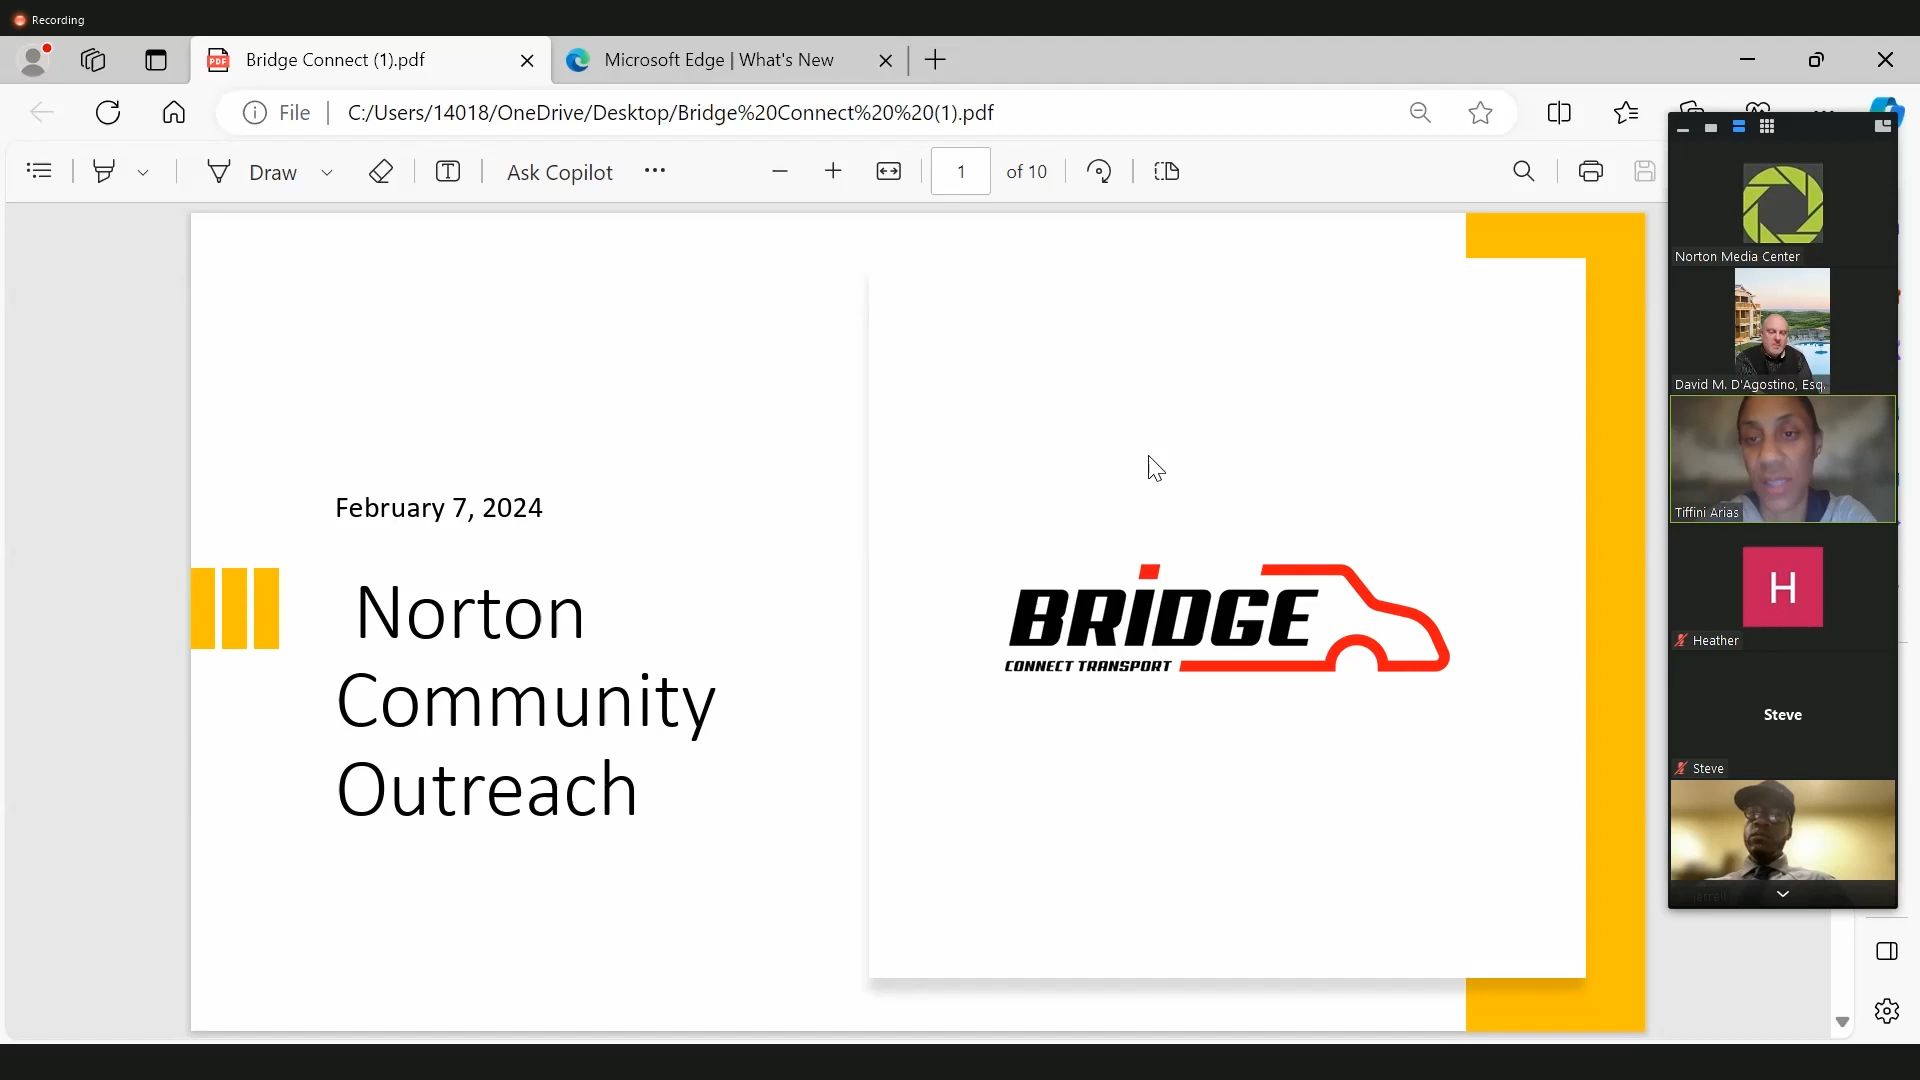 Recording
Bridge Connect (1).pdf
Microsoft Edge | What's New
File
C:/Users/14018/OneDrive/Desktop/Bridge%20Connect%20%20(1).pdf
Draw
Ask Copilot
1
of 10
PDF
February 7, 2024
Norton
Community
Outreach
BRIDGE
CONNECT TRANSPORT
Norton Media Center
David M. D'Agostino, Esq.
Tiffini Arias
H
Heather
Steve
Steve